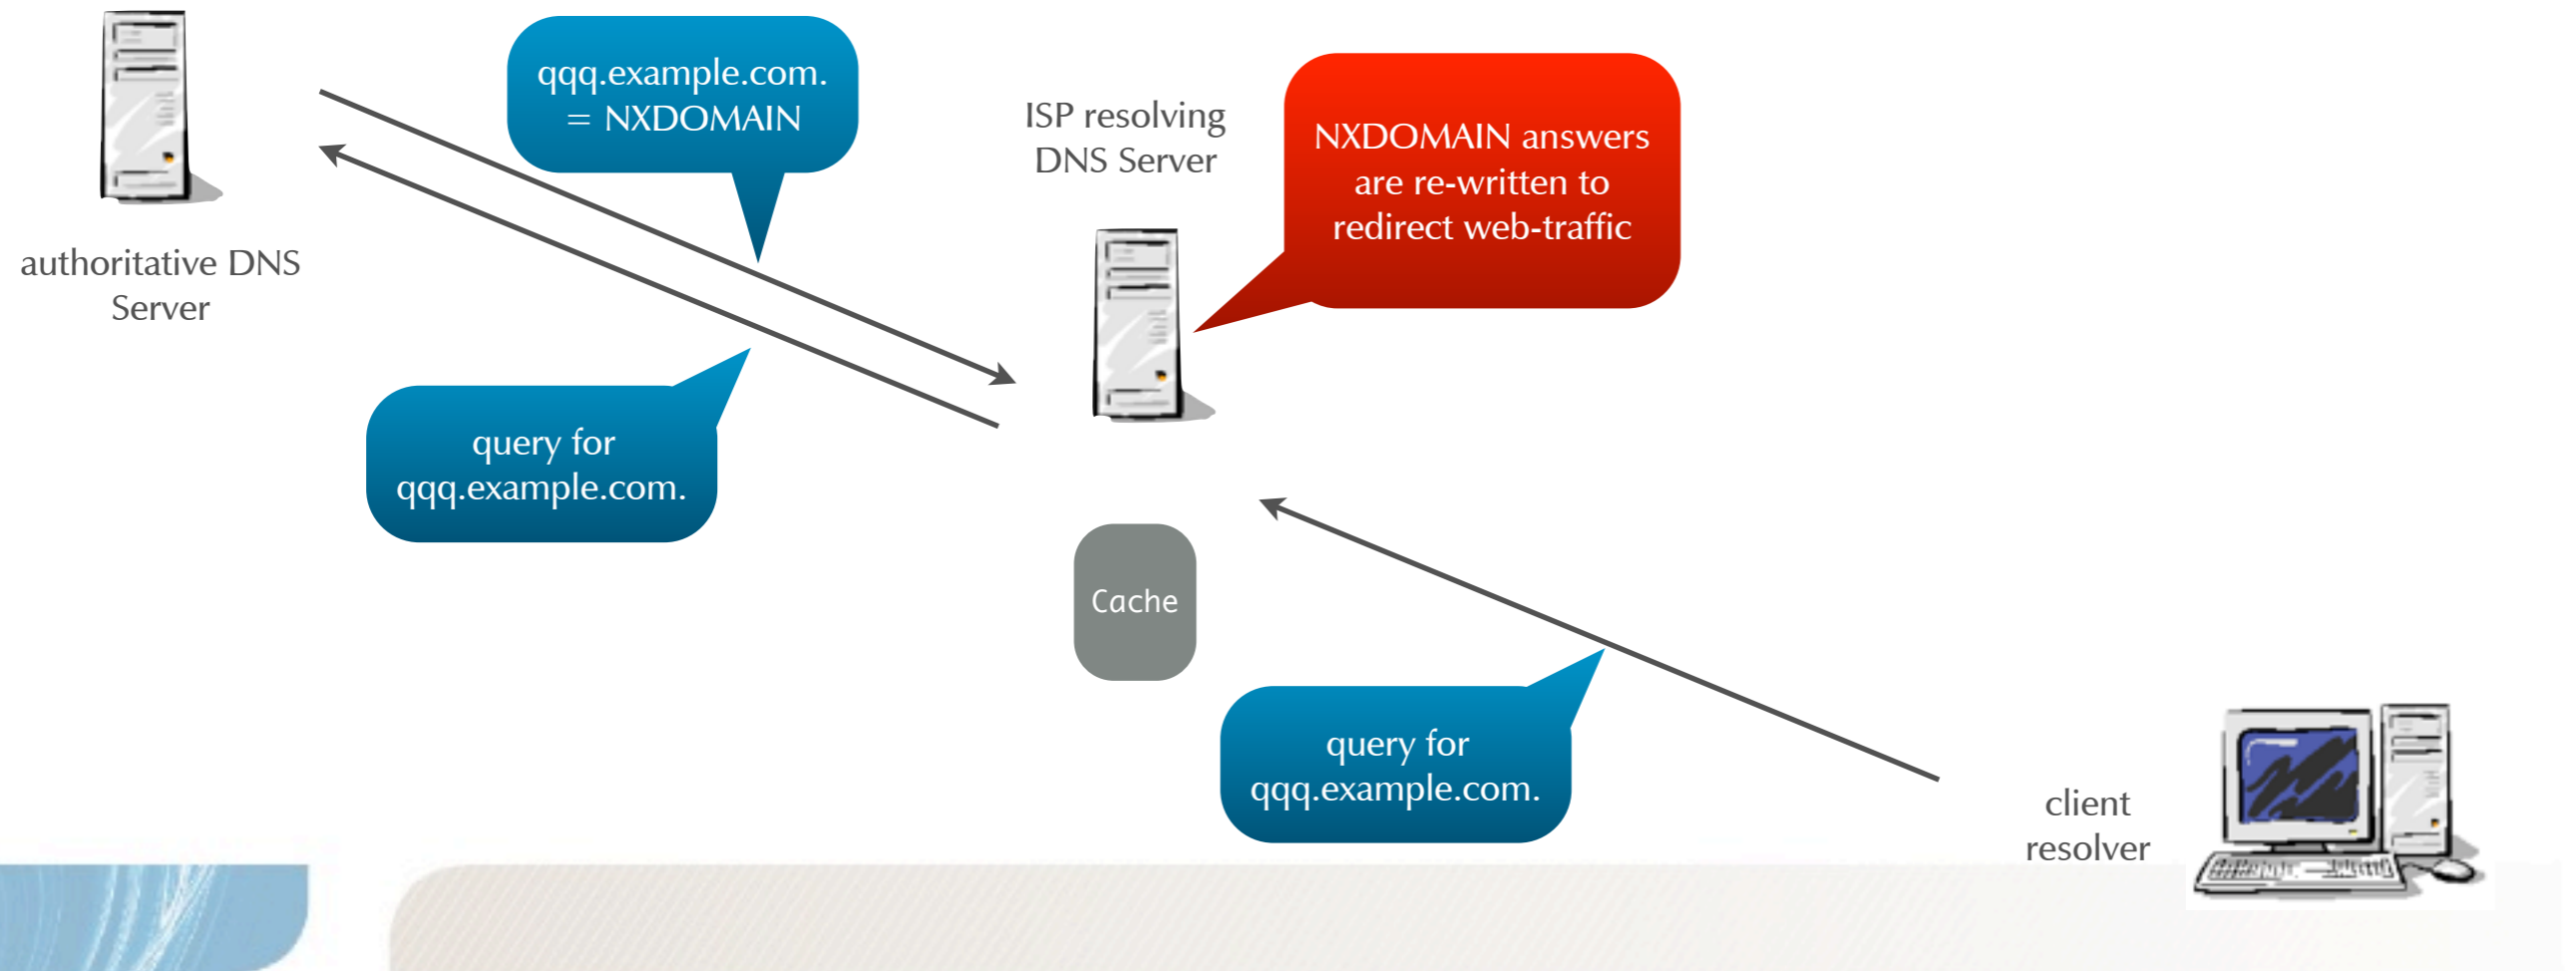 qqq.example.com.
= NXDOMAIN
ISP resolving
DNS Server
NXDOMAIN answers
are re-written to
redirect web-traffic
authoritative DNS
Server
query for
qqq.example.com.
Cache
query for
qqq.example.com.
client
resolver